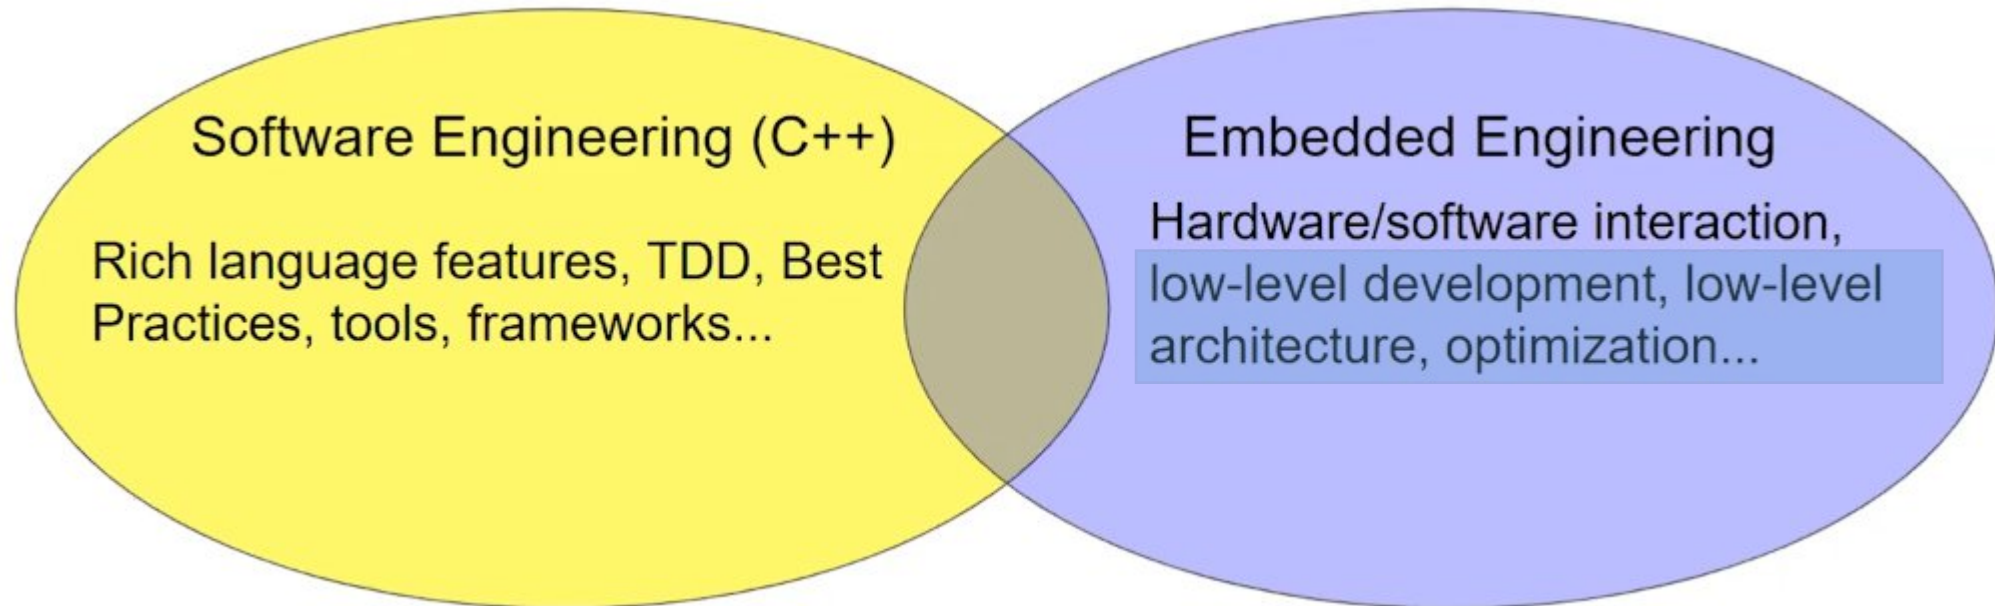 Software Engineering (C++)
Rich language features, TDD, Best
Practices, tools, frameworks...
Embedded Engineering
Hardware/software interaction,
low-level development, low-level
architecture, optimization...